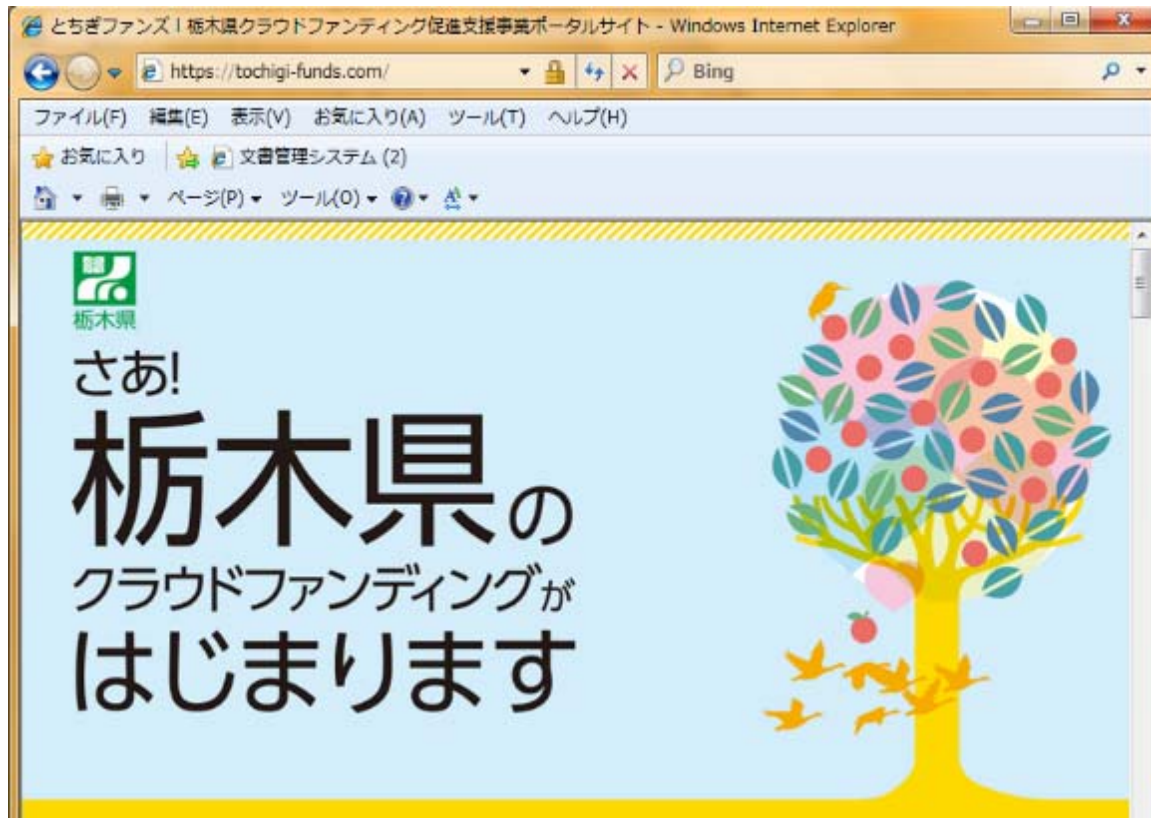 とちぎファンズ | 栃木県クラウドファンディング促進支援事業ポータルサイト - Windows Internet Explorer
https://tochigi-funds.com/ Bing
ファイル(F) 編集(E) 表示(V) お気に入り(A) ツール(T) ヘルプ(H)
お気に入り 文書管理システム (2)
ページ(P) ツール(O)
栃木県
さあ!
栃木県の
クラウドファンディングが
はじまります